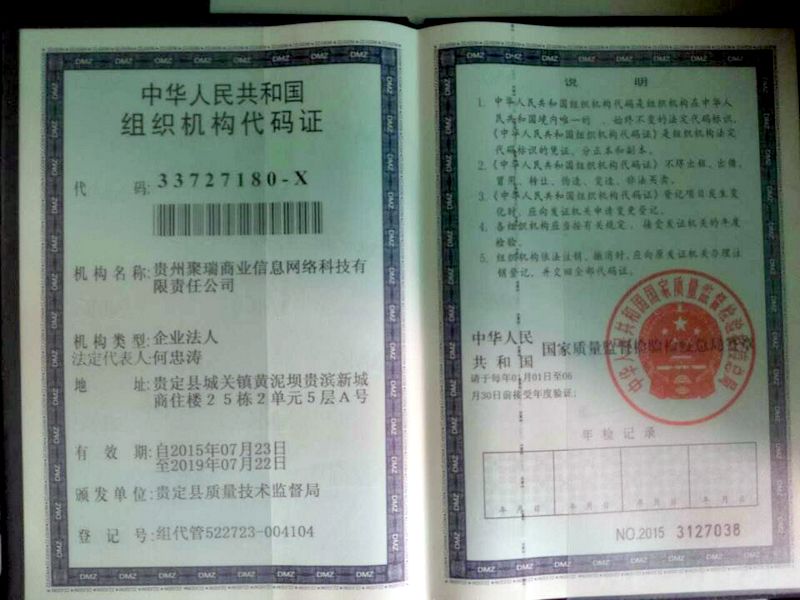 中华人民共和国
组织机构代码证
代 码: 33727180-X
机构名称: 贵州聚瑞商业信息网络科技有
限责任公司
机构类型: 企业法人
法定代表人: 何忠涛
地 址: 贵定县城关镇黄泥坝贵滨新城
商住楼25栋2单元5层A号
有 效 期: 自2015年07月23日
至2019年07月22日
颁发单位: 贵定县质量技术监督局
登 记 号: 组代管522723-004104
说 明
1. 中华人民共和国组织机构代码是组织机构在中华人
民共和国境内唯一的 始终不变的法定代码标识,
《中华人民共和国组织机构代码证》是组织机构法定
代码标识的凭证, 分正本和副本.
2. 《中华人民共和国组织机构代码证》不得出租、出借、
冒用、转让、伪造、变造、非法买卖.
3. 《中华人民共和国组织机构代码证》登记项目发生变
化时, 应向发证机关申请变更登记.
4. 各组织机构应当按有关规定, 接受发证机关的年度
检验.
5. 组织机构依法注销、撤消时, 应向原发证机关办理注
销登记, 并交回全部代码证.
中华人民
共和国 国家质量监督检验检疫总局签章
请于每年01月01日至06
月30日前接受年度验证:
年检记录
年 月 日 年 月 日 年 月 日 年 月 日
NO.2015 3127038